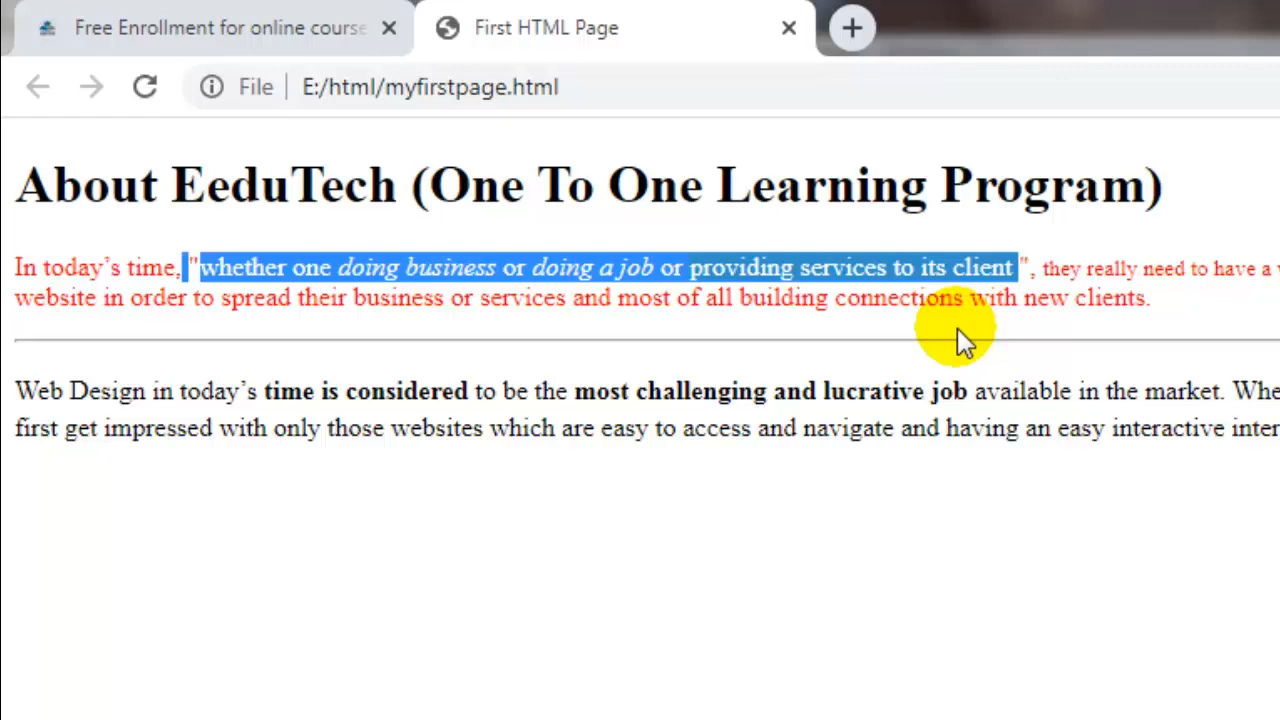 Free Enrollment for online course
First HTML Page
File
E:/html/myfirstpage.html
About EeduTech (One To One Learning Program)
In today’s time, "whether one doing business or doing a job or providing services to its client ", they really need to have a
website in order to spread their business or services and most of all building connections with new clients.
Web Design in today’s time is considered to be the most challenging and lucrative job available in the market.
first get impressed with only those websites which are easy to access and navigate and having an easy interactive